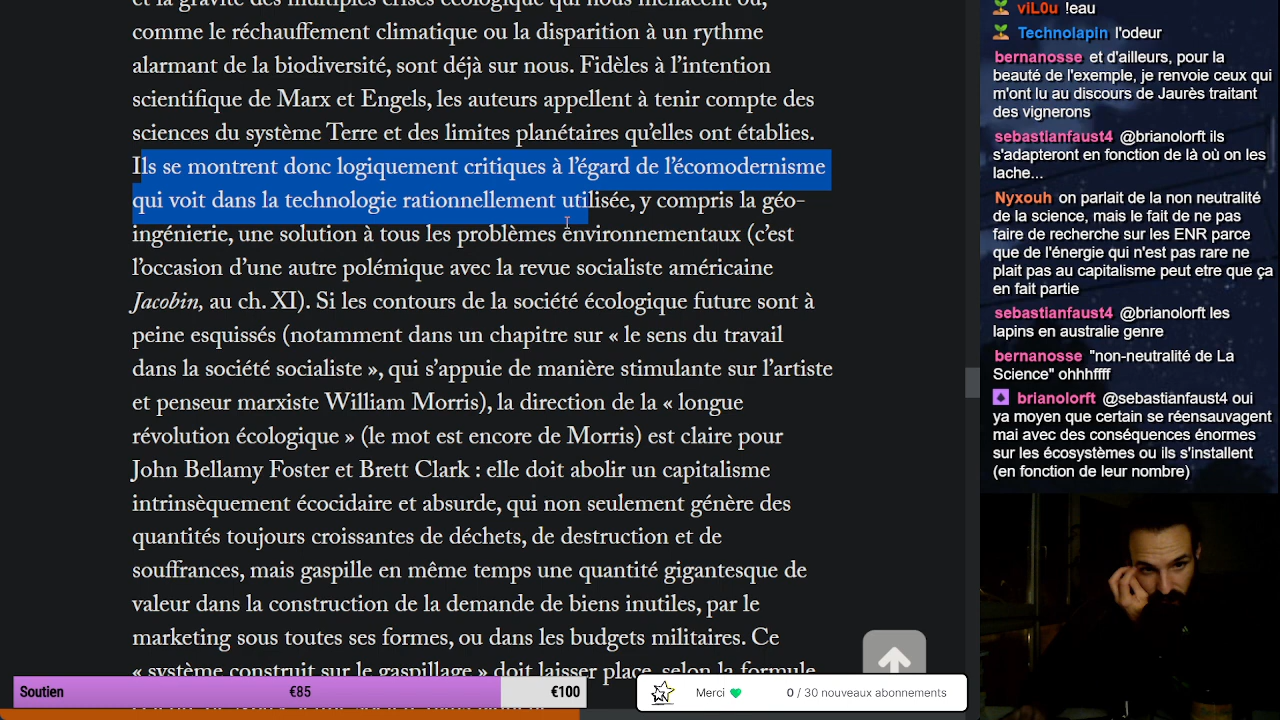 et la gravité des multiples crises écologique qui nous menacent ou,
comme le réchauffement climatique ou la disparition à un rythme
alarmant de la biodiversité, sont déjà sur nous. Fidèles à l'intention
scientifique de Marx et Engels, les auteurs appellent à tenir compte des
sciences du système Terre et des limites planétaires qu'elles ont établies.
Ils se montrent donc logiquement critiques à l'égard de l'écomodernisme
qui voit dans la technologie rationnellement utilisée, y compris la géo-
ingénierie, une solution à tous les problèmes environnementaux (c'est
l'occasion d'une autre polémique avec la revue socialiste américaine
Jacobin, au ch. XI). Si les contours de la société écologique future sont à
peine esquissés (notamment dans un chapitre sur « le sens du travail
dans la société socialiste », qui s'appuie de manière stimulante sur l'artiste
et penseur marxiste William Morris), la direction de la « longue
révolution écologique » (le mot est encore de Morris) est claire pour
John Bellamy Foster et Brett Clark : elle doit abolir un capitalisme
intrinsèquement écocidaire et absurde, qui non seulement génère des
quantités toujours croissantes de déchets, de destruction et de
souffrances, mais gaspille en même temps une quantité gigantesque de
valeur dans la construction de la demande de biens inutiles, par le
marketing sous toutes ses formes, ou dans les budgets militaires. Ce
« système construit sur le gaspillage » doit laisser place, selon la formule
viL0u !eau
Technolapin l'odeur
bernanosse et d'ailleurs, pour la
beauté de l'exemple, je renvoie ceux qui
m'ont lu au discours de Jaurès traitant
des vignerons
sebastianfaust4 @brianolorft ils
s'adapteront en fonction de là où on les
lache...
Nyxouh on parlait de la non neutralité
de la science, mais le fait de ne pas
faire de recherche sur les ENR parce
que de l'énergie qui n'est pas rare ne
plait pas au capitalisme peut etre que ça
en fait partie
sebastianfaust4 @brianolorft les
lapins en australie genre
bernanosse "non-neutralité de La
Science" ohhhffff
brianolorft @sebastianfaust4 oui
ya moyen que certain se réensauvagent
mai avec des conséquences énormes
sur les écosystèmes ou ils s'installent
(en fonction de leur nombre)
Soutien €85 €100
Merci 0 / 30 nouveaux abonnements